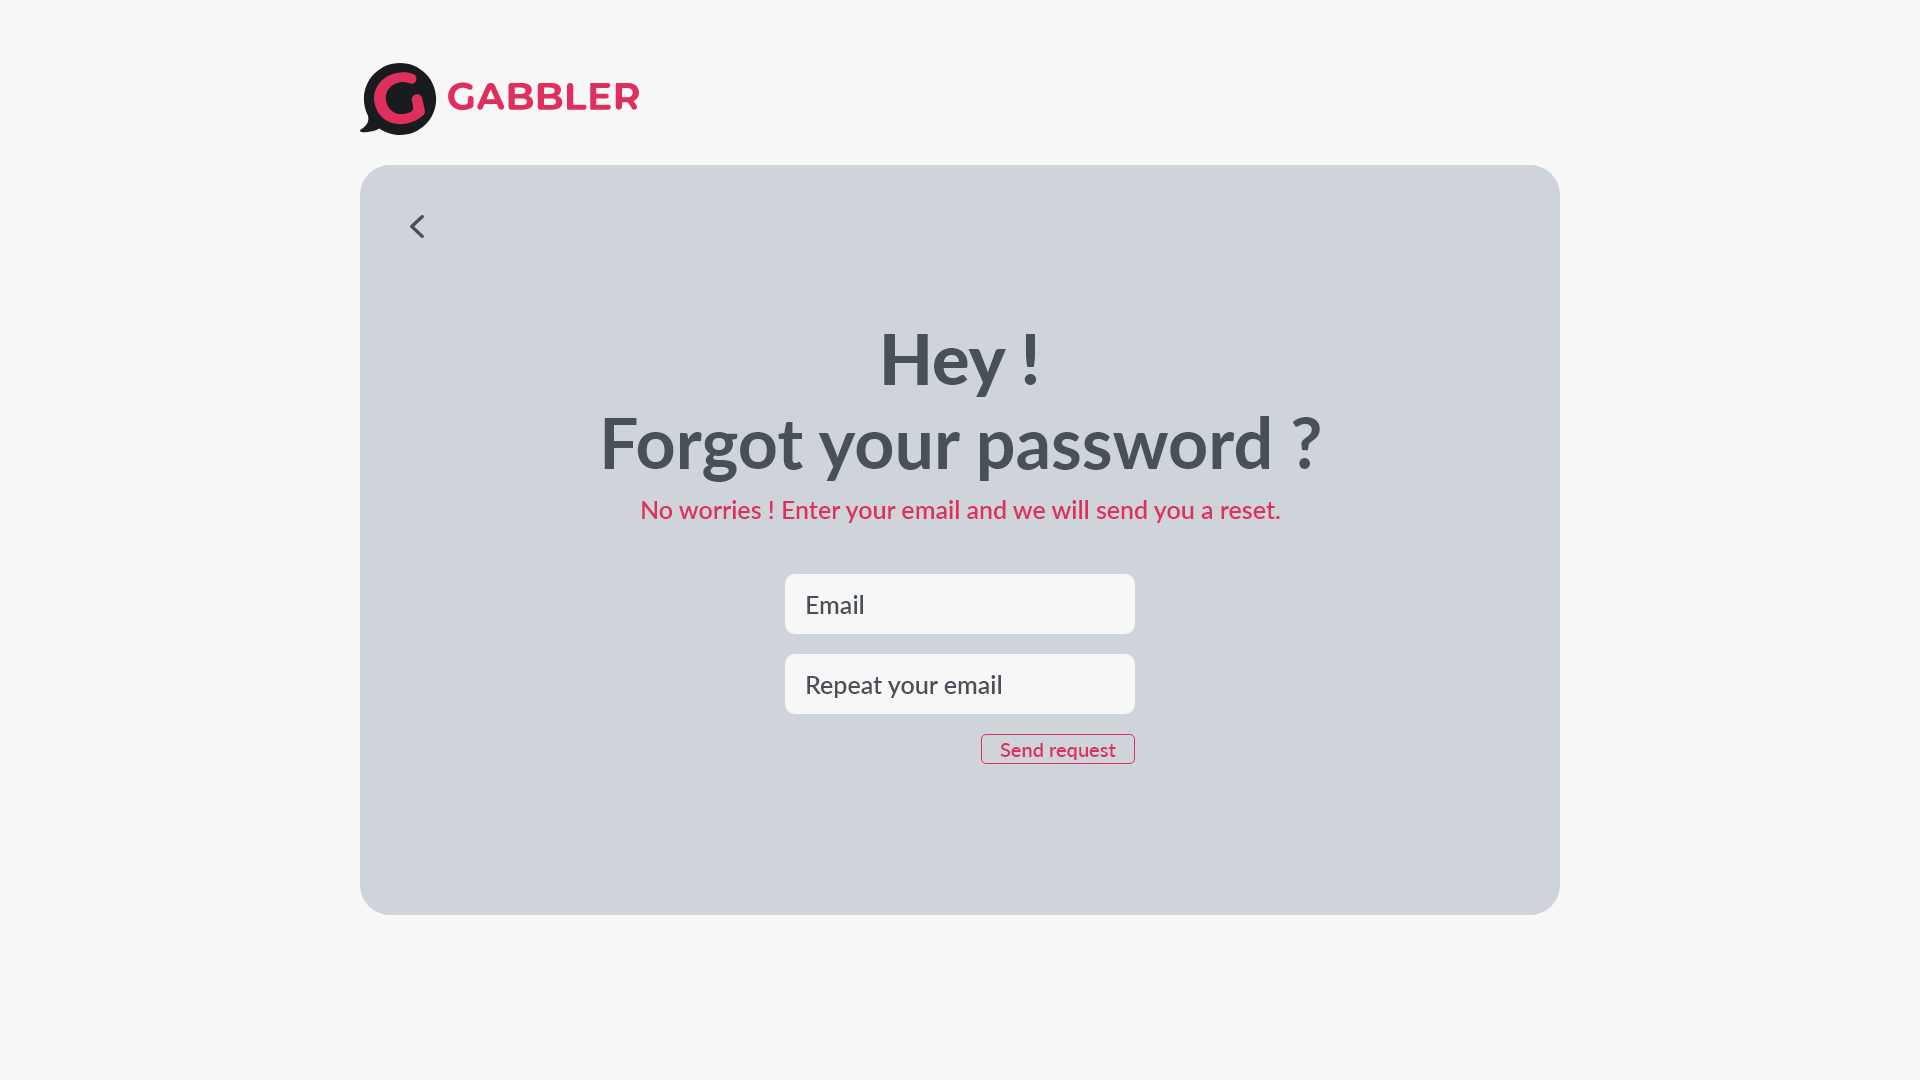 GABBLER
Hey !
Forgot your password ?
No worries ! Enter your email and we will send you a reset.
Email
Repeat your email
Send request